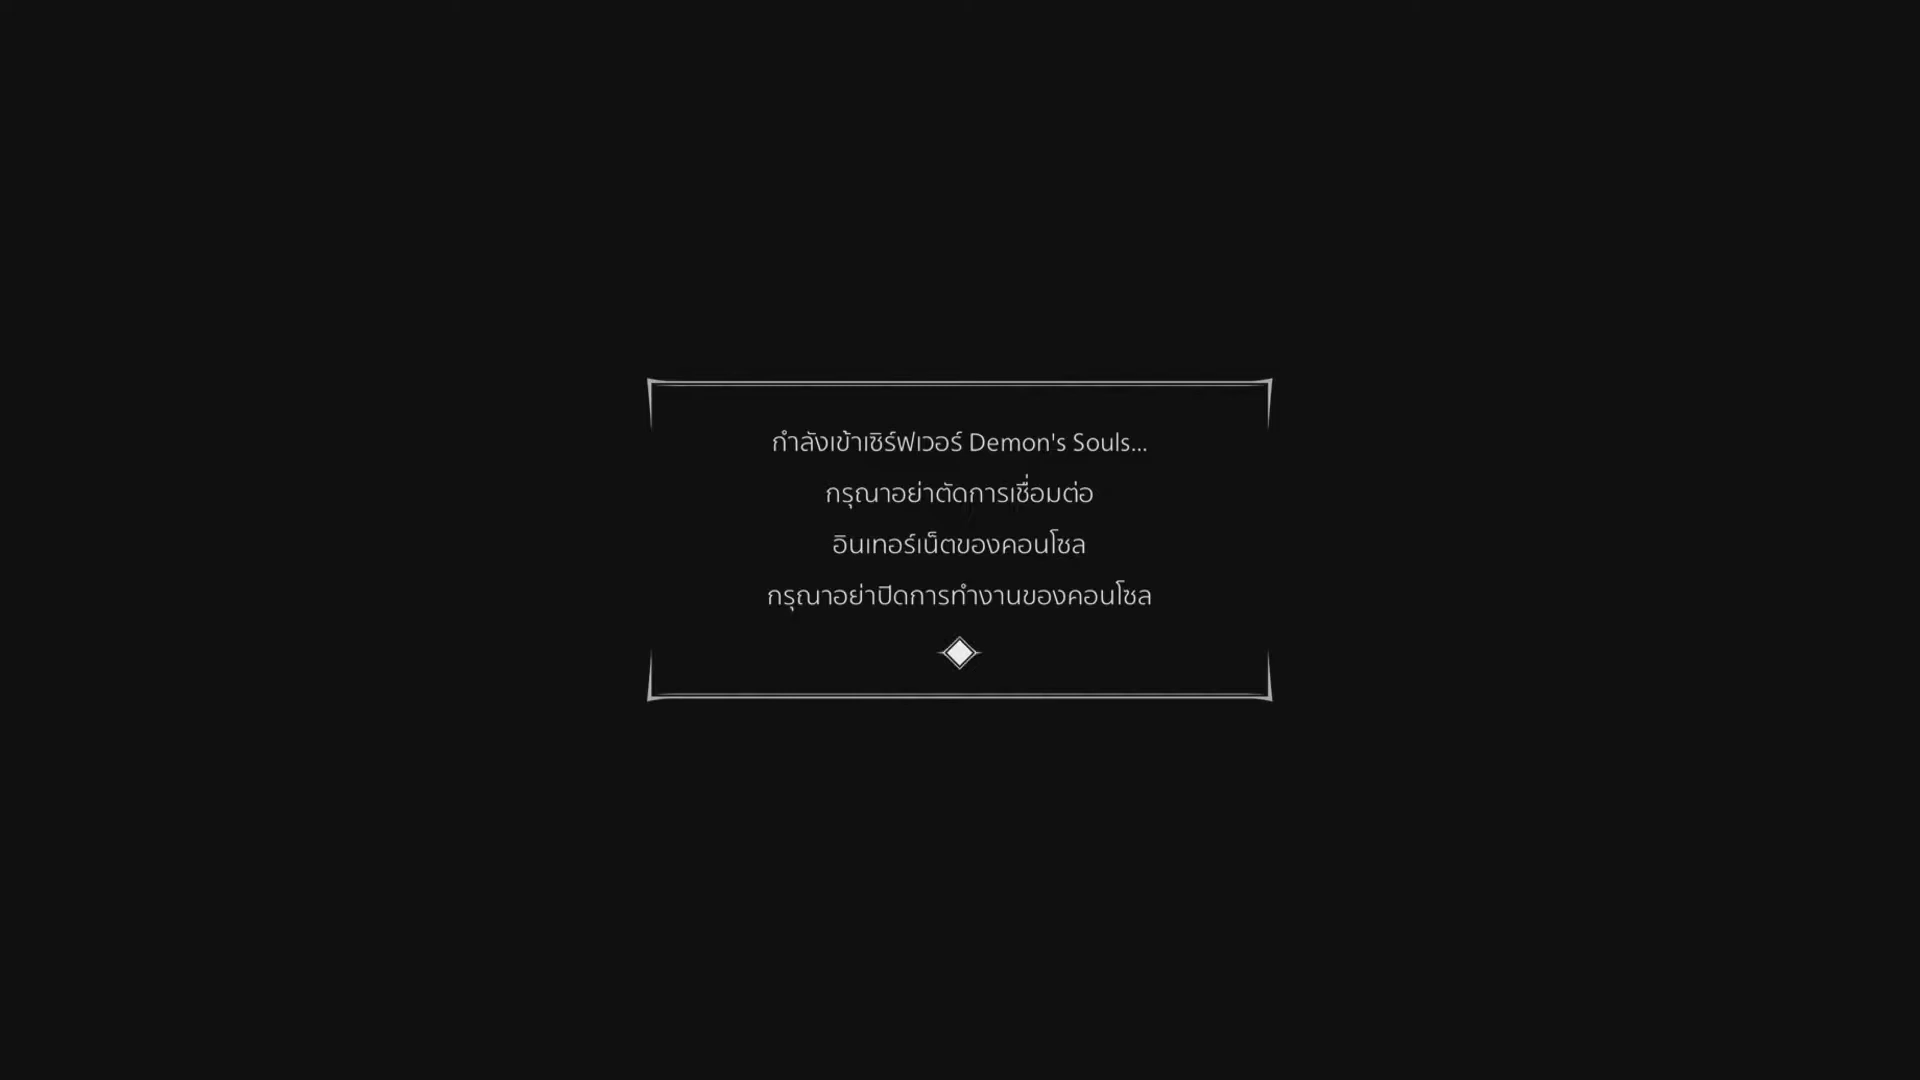 กำลังเข้าเซิร์ฟเวอร์ Demon's Souls...
กรุณาอย่าตัดการเชื่อมต่อ
อินเทอร์เน็ตของคอนโซล
กรุณาอย่าปิดการทำงานของคอนโซล